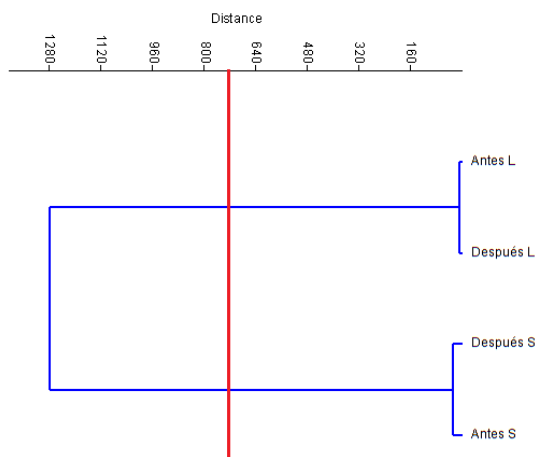 Distance
1280 1120 960 800 640 480 320 160
Antes L
Después L
Después S
Antes S